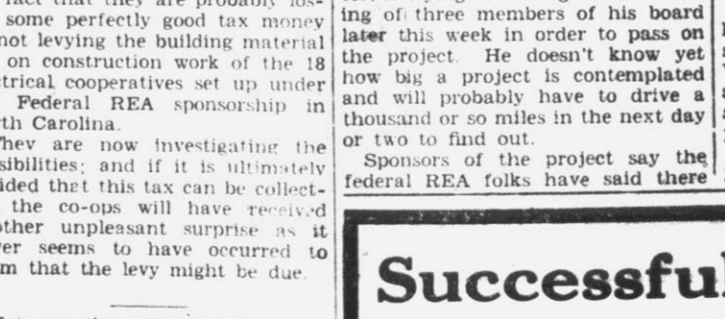 fact that they are probably los-
some perfectly good tax money
not levying the building material
on construction work of the 18
ctrical cooperatives set up under
Federal REA sponsorship in
th Carolina.
hey are now investigating the
sibilities; and if it is ultimately
ided that this tax can be collect-
the co-ops will have received
other unpleasant surprise as it
er seems to have occurred to
m that the levy might be due.
ing of three members of his board
later this week in order to pass on
the project. He doesn't know yet
how big a project is contemplated
and will probably have to drive a
thousand or so miles in the next day
or two to find out.
Sponsors of the project say the
federal REA folks have said there
Successful